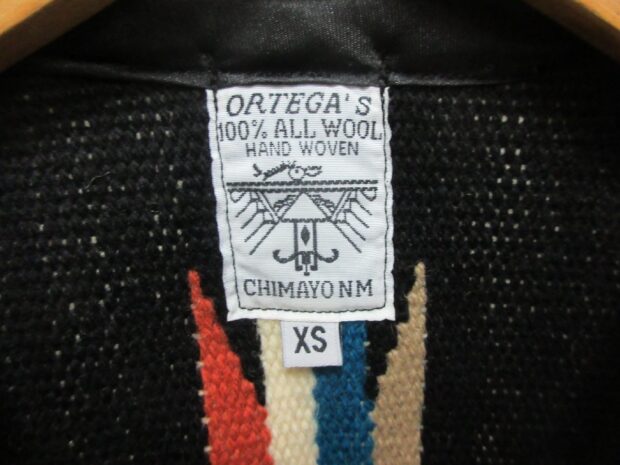 ORTEGA'S
100% ALL WOOL
HAND WOVEN
CHIMAYO NM
XS